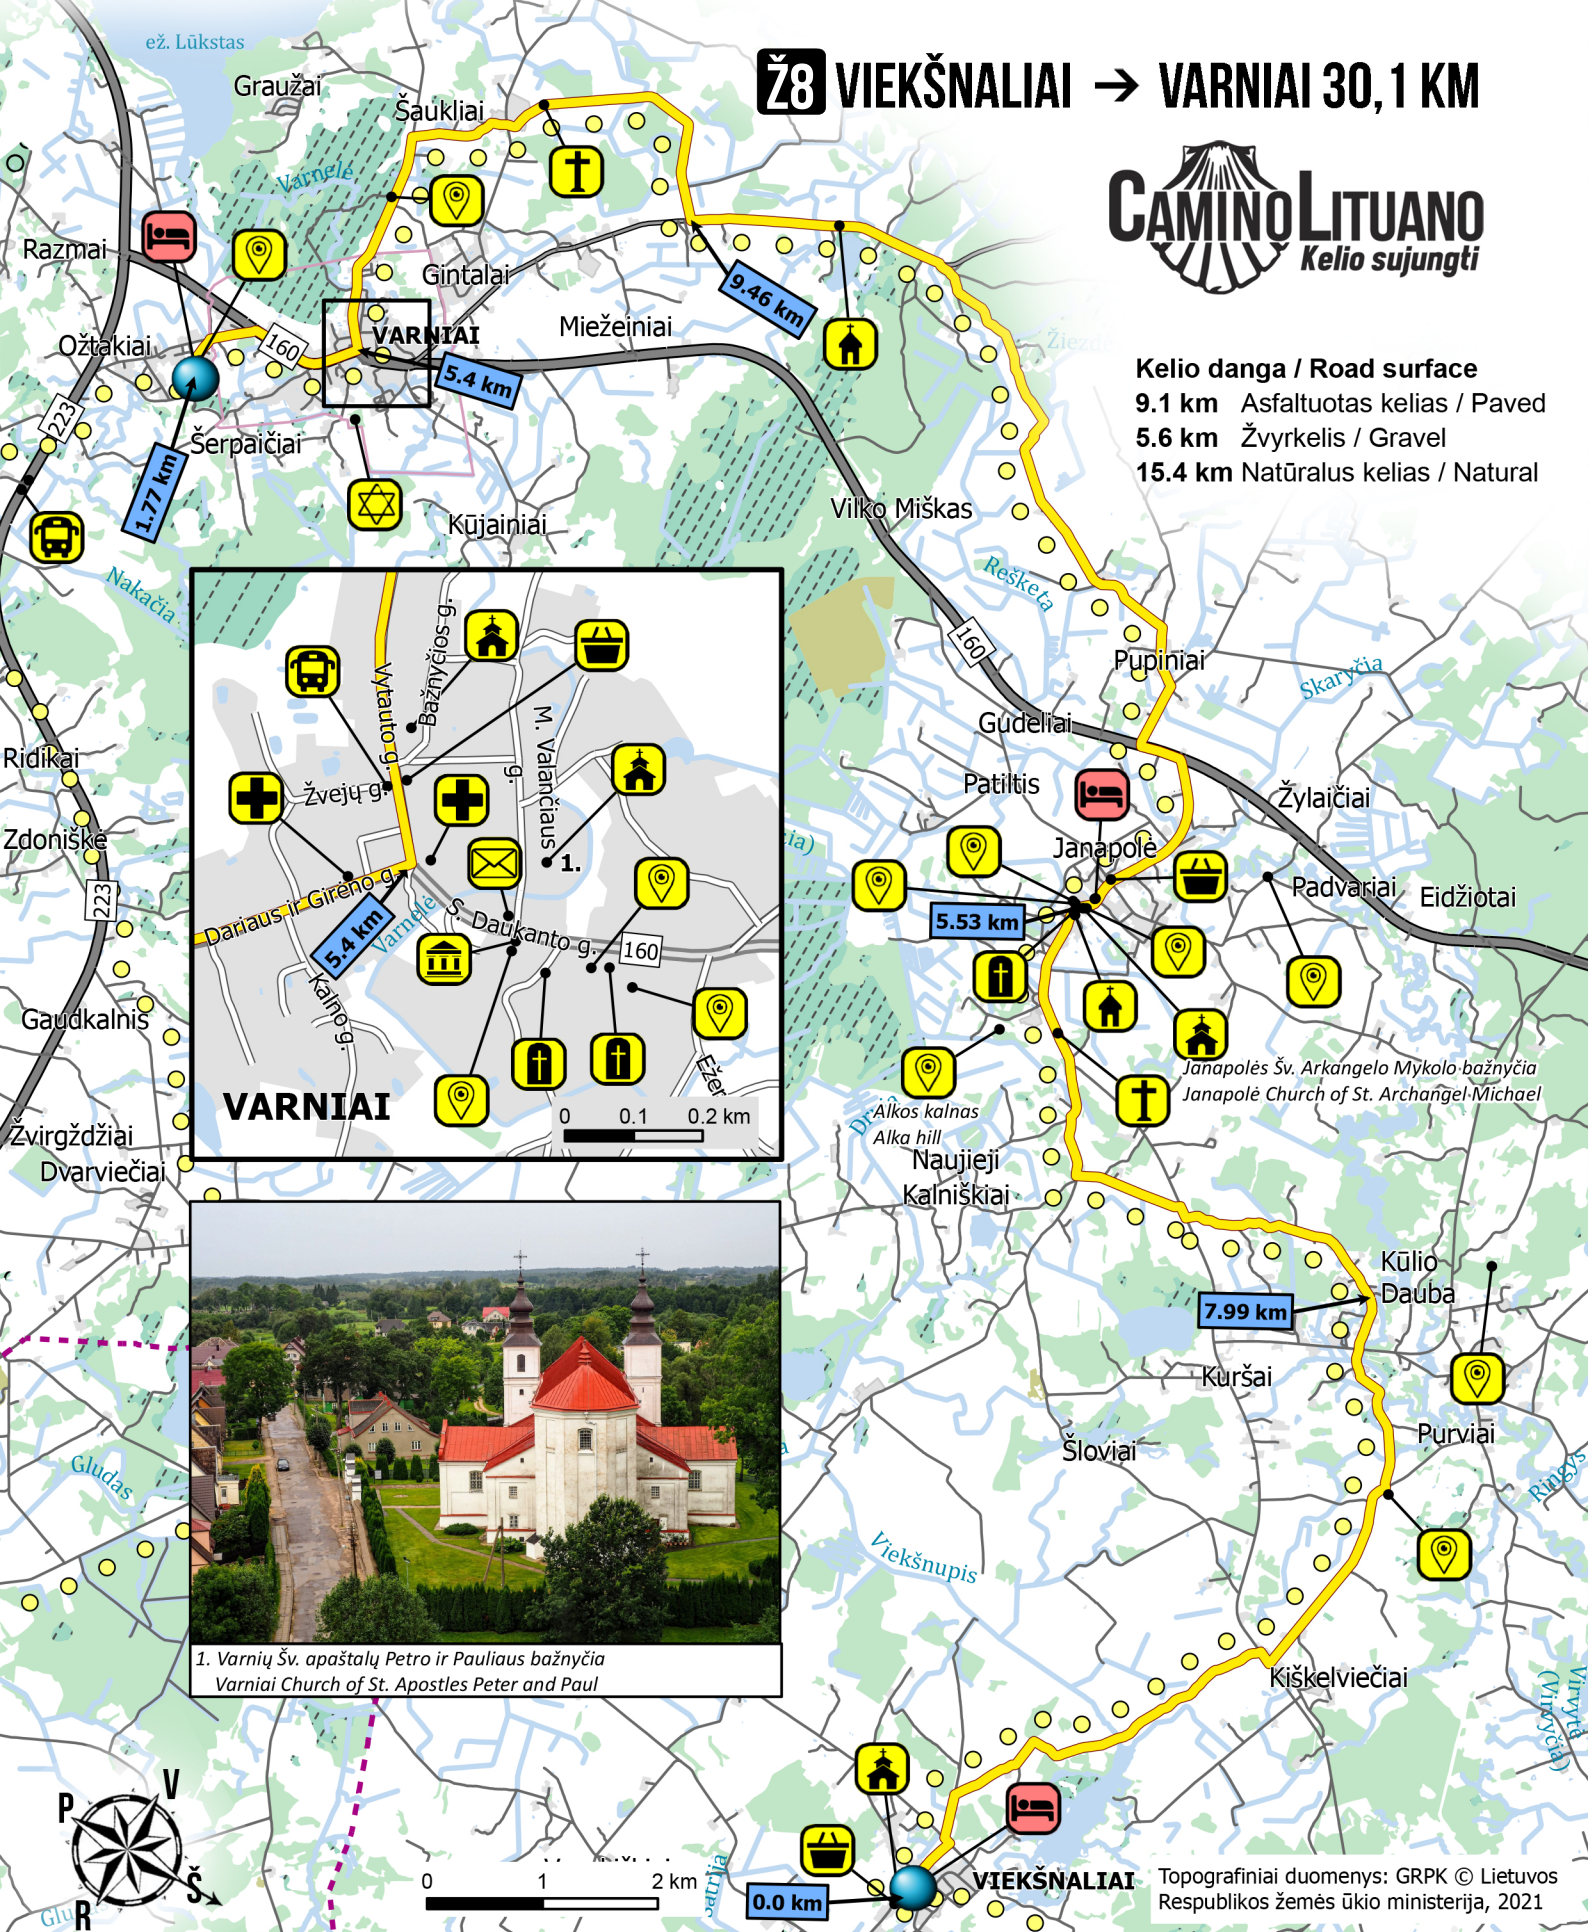 Ž8 VIEKŠNALIAI → VARNIAI 30,1 KM
CAMINO LITUANO
Kelio sujungti
Kelio danga / Road surface
9.1 km Asfaltuotas kelias / Paved
5.6 km Žvyrkelis / Gravel
15.4 km Natūralus kelias / Natural
ež. Lūkstas
Graužai
Šaukliai
Varnelė
Razmai
Gintalai
9.46 km
Miežeiniai
VARNIAI
160
Ožtakiai
5.4 km
223
Šerpaičiai
1.77 km
Kūjainiai
Vilko Miškas
Nakačia
Rešketa
160
Pupiniai
Skaryčia
Gudeliai
Patiltis
Žylaičiai
Janapolė
Padvariai
Eidžiotai
5.53 km
Ridikai
Zdoniškė
223
Gaudkalnis
Žvirgždžiai
Dvarviečiai
Bažnyčios g.
Vytauto g.
M. Valančiaus
g.
Žvejų g.
1.
Dariaus ir Girėno g.
5.4 km
Varnelė
S. Daukanto g.
160
Kalno g.
Ežer
VARNIAI
0 0.1 0.2 km
Janapolės Šv. Arkangelo Mykolo bažnyčia
Janapolė Church of St. Archangel Michael
Alkos kalnas
Alka hill
Naujieji
Kalniškiai
Kūlio
Dauba
7.99 km
Kuršai
Purviai
Šloviai
Ringys
Gludas
Viekšnupis
1. Varnių Šv. apaštalų Petro ir Pauliaus bažnyčia
Varniai Church of St. Apostles Peter and Paul
Kiškelviečiai
Virvytė
(Virvyčia)
P V
R Š
0 1 2 km
Satrija
0.0 km
VIEKŠNALIAI
Topografiniai duomenys: GRPK © Lietuvos
Respublikos žemės ūkio ministerija, 2021